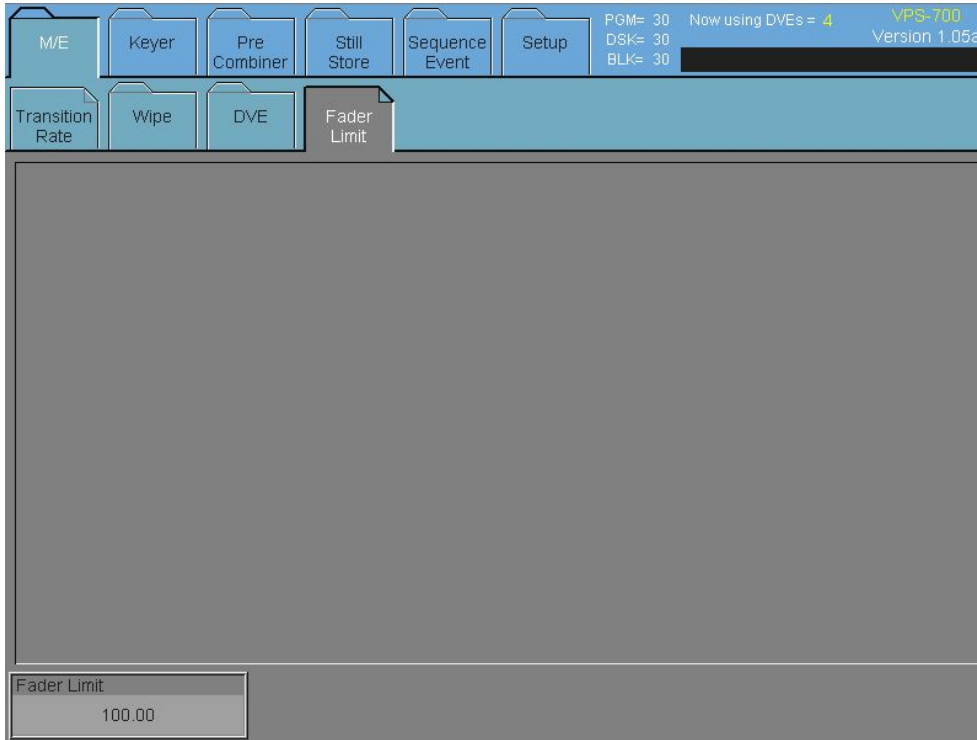 M/E
Keyer
Pre
Combiner
Still
Store
Sequence
Event
Setup
PGM= 30
DSK= 30
BLK= 30
Now using DVEs = 4
VPS-700
Version 1.05a
Transition
Rate
Wipe
DVE
Fader
Limit
Fader Limit
100.00